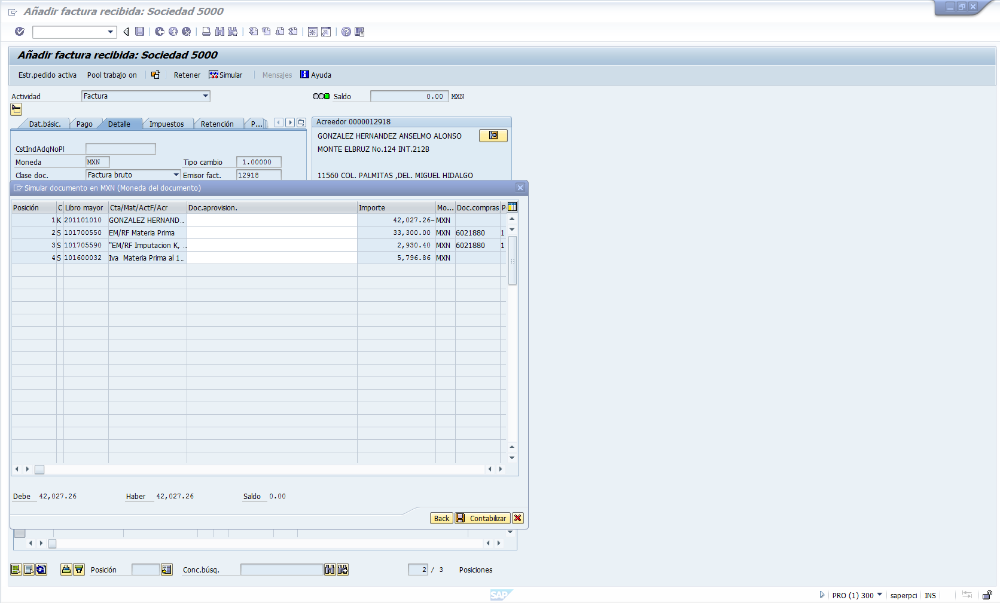 Añadir factura recibida: Sociedad 5000
Añadir factura recibida: Sociedad 5000
Estr.pedido activa Pool trabajo on Retener Simular Mensajes Ayuda
Actividad Factura Saldo 0.00 MXN
Dat.básic. Pago Detalle Impuestos Retención P...
Acreedor 0000012918
GONZALEZ HERNANDEZ ANSELMO ALONSO
CstIndAdqNoPl MONTE ELBRUZ No.124 INT.212B
Moneda MXN Tipo cambio 1.00000
Clase doc. Factura bruto Emisor fact. 12918 11560 COL. PALMITAS ,DEL. MIGUEL HIDALGO
Simular documento en MXN (Moneda del documento)
Posición C Libro mayor Cta/Mat/ActF/Acr Doc.aprovision. Importe Mo... Doc.compras P
1 K 201101010 GONZALEZ HERNAND... 42,027.26- MXN
2 S 101700550 EM/RF Materia Prima 33,300.00 MXN 6021880 1
3 S 101705590 "EM/RF Imputacion K, ... 2,930.40 MXN 6021880 1
4 S 101600032 Iva Materia Prima al 1... 5,796.86 MXN
Debe 42,027.26 Haber 42,027.26 Saldo 0.00
Back Contabilizar
Posición Conc.búsq. 2 / 3 Posiciones
SAP PRO (1) 300 saperpci INS